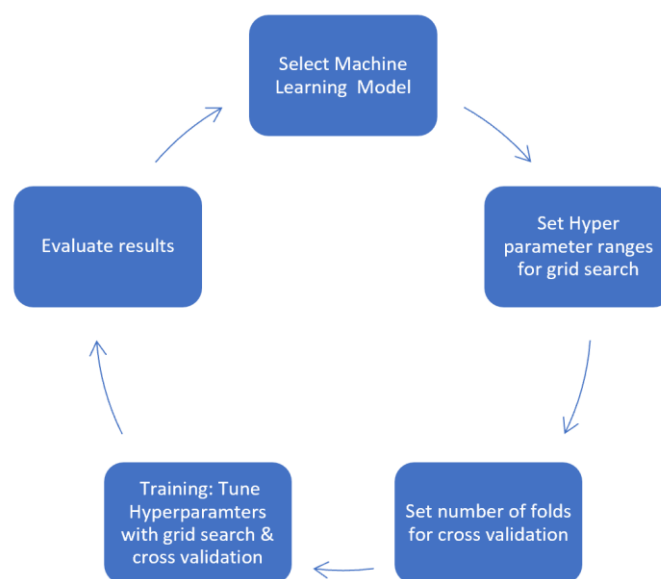 Select Machine
Learning Model
Set Hyper
parameter ranges
for grid search
Set number of folds
for cross validation
Training: Tune
Hyperparamters
with grid search &
cross validation
Evaluate results